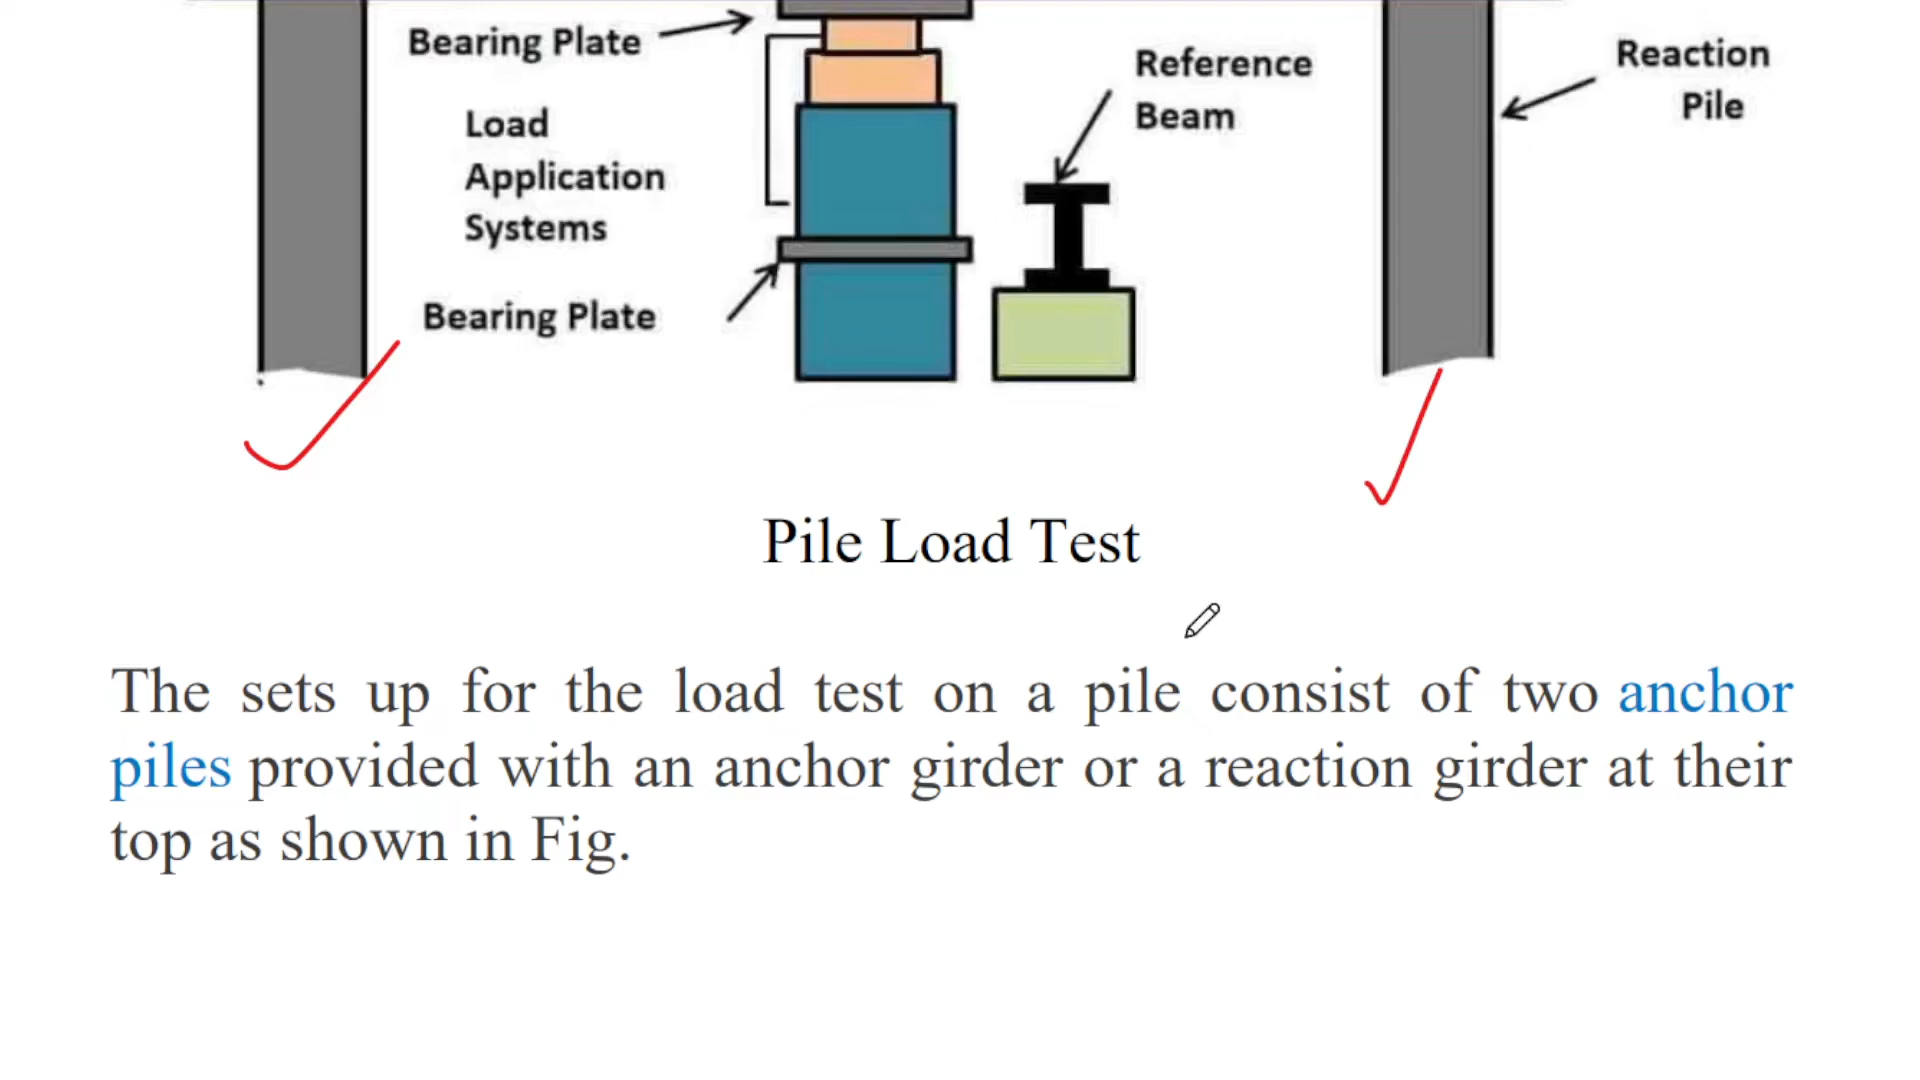 Bearing Plate
Reference
Beam
Reaction
Pile
Load
Application
Systems
Bearing Plate
Pile Load Test
The sets up for the load test on a pile consist of two anchor
piles provided with an anchor girder or a reaction girder at their
top as shown in Fig.